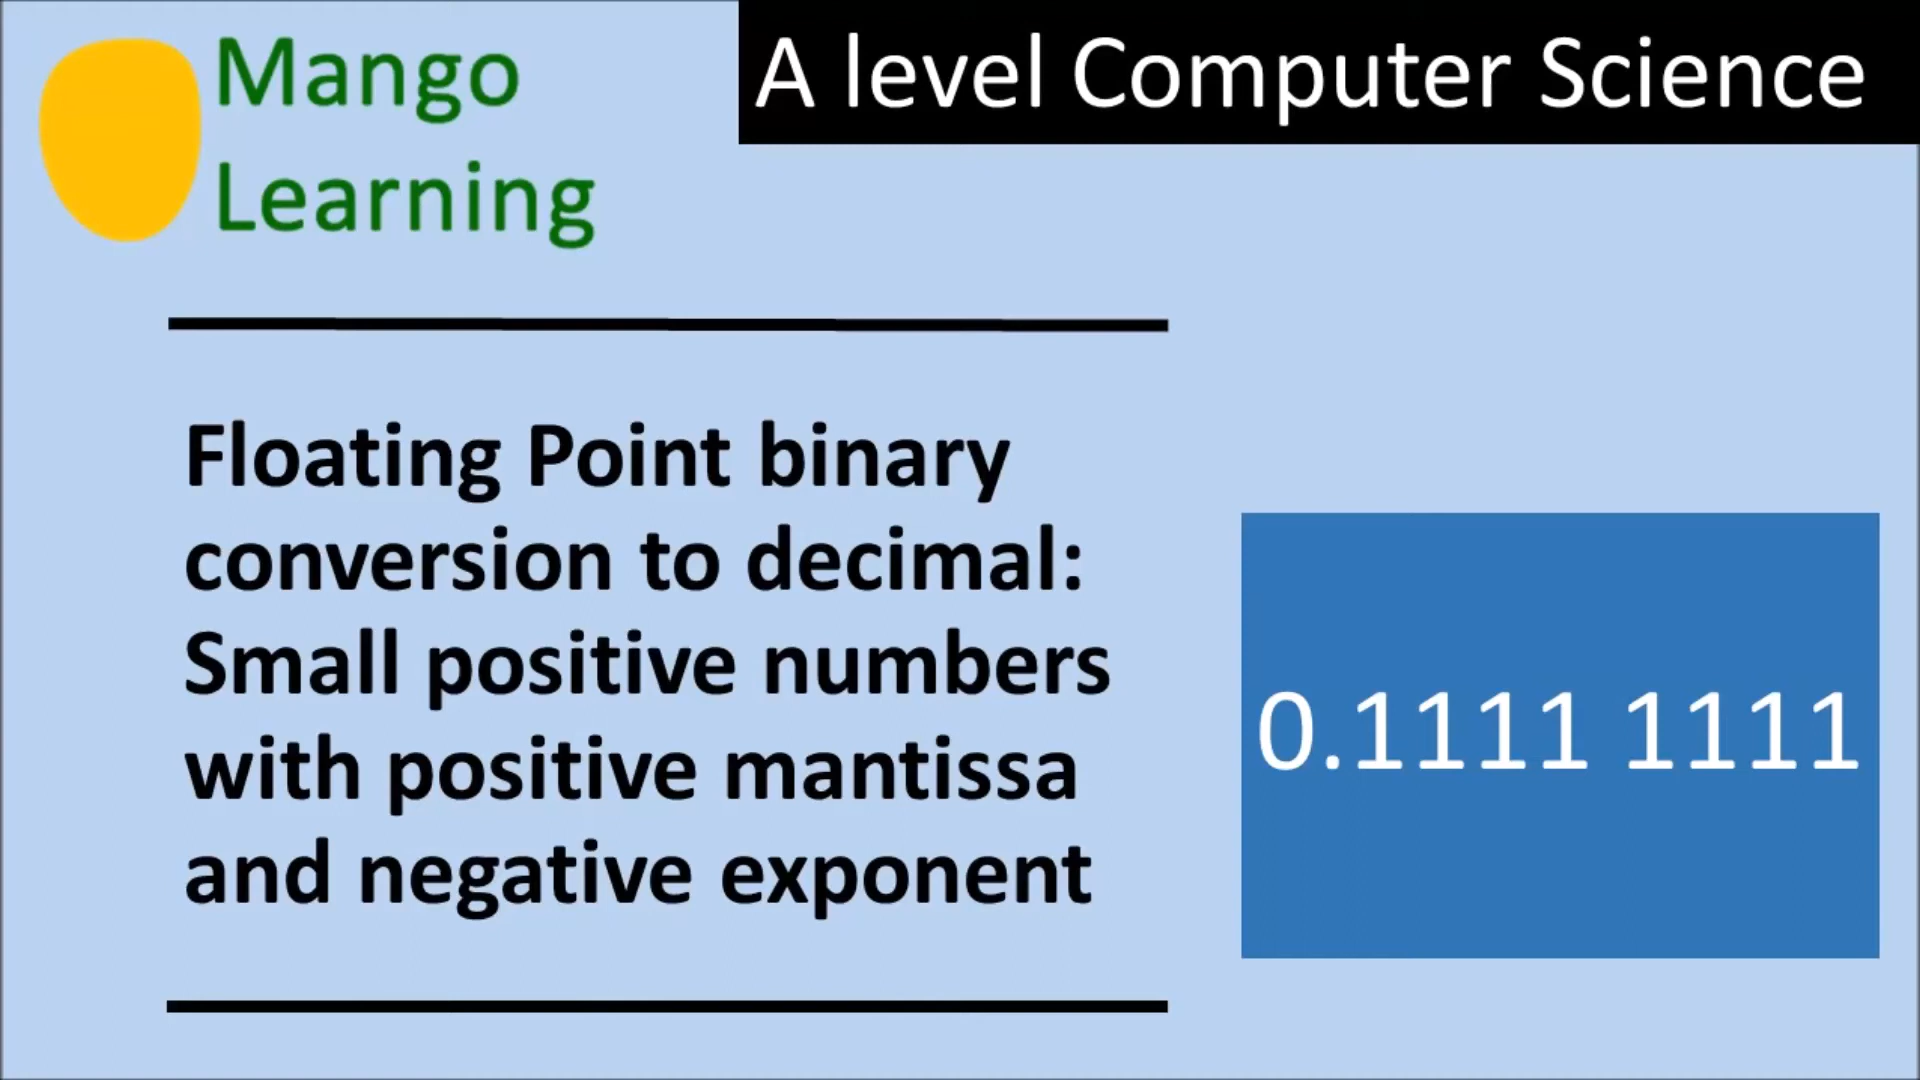 Mango
Learning
A level Computer Science
Floating Point binary
conversion to decimal:
Small positive numbers
with positive mantissa
and negative exponent
0.1111 1111